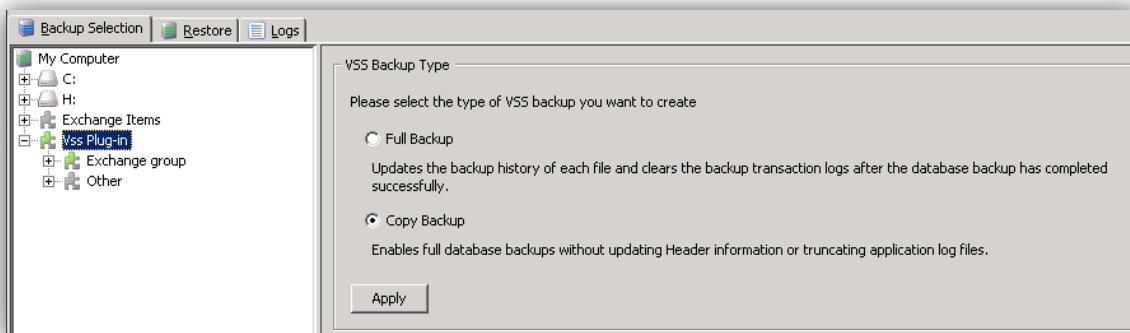 Backup Selection
Restore
Logs
My Computer
C:
H:
Exchange Items
Vss Plug-in
Exchange group
Other
VSS Backup Type
Please select the type of VSS backup you want to create
Full Backup
Updates the backup history of each file and clears the backup transaction logs after the database backup has completed
successfully.
Copy Backup
Enables full database backups without updating Header information or truncating application log files.
Apply